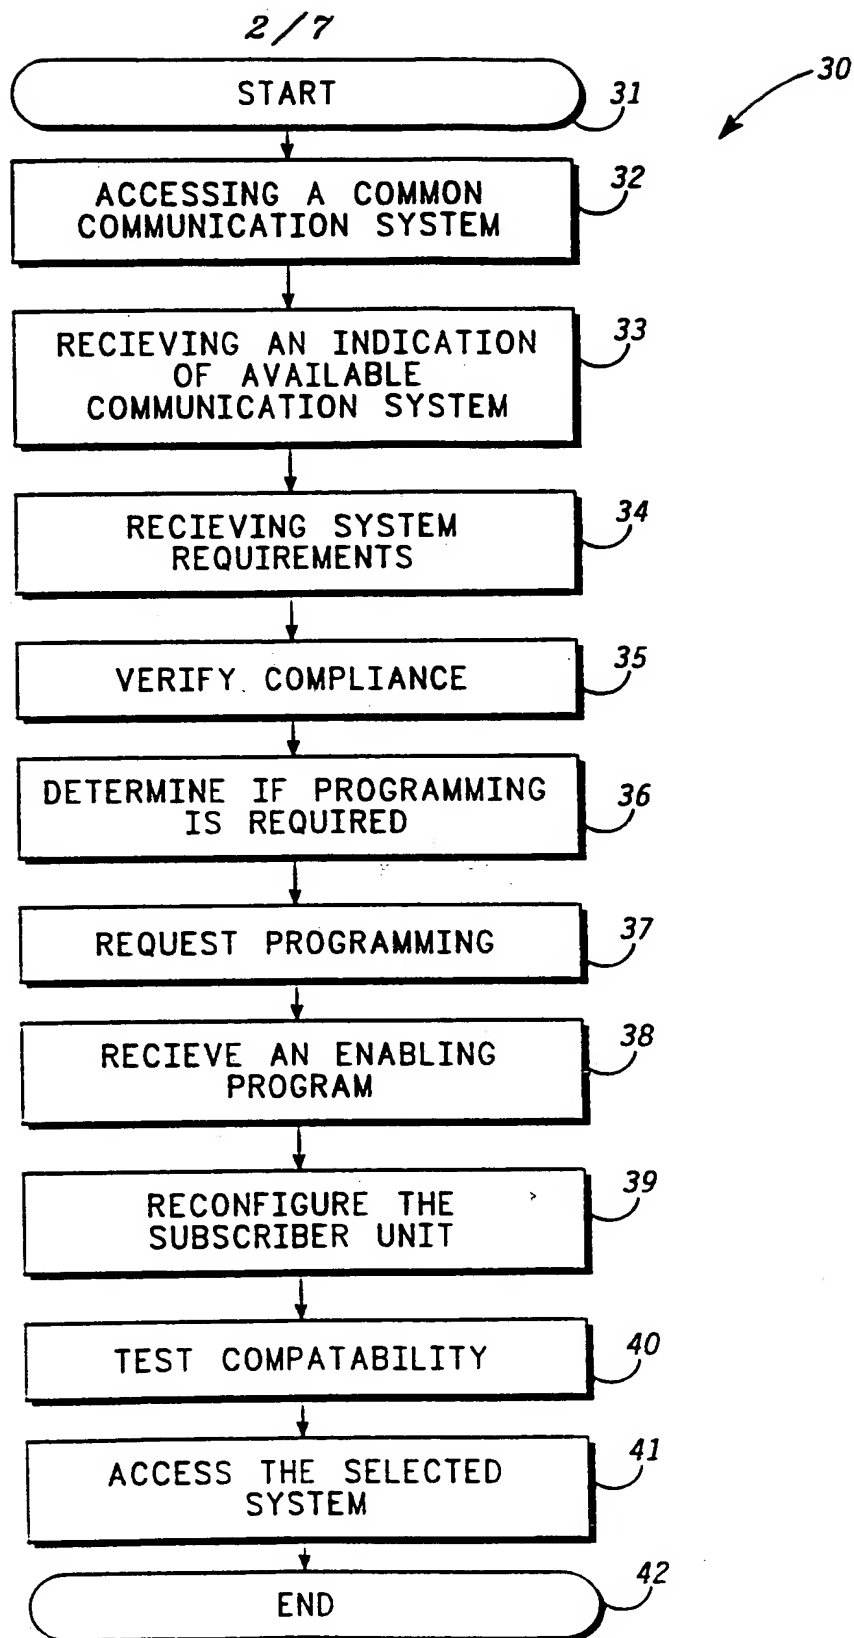 2/7
30
START
31
ACCESSING A COMMON
COMMUNICATION SYSTEM
32
RECIEVING AN INDICATION
OF AVAILABLE
COMMUNICATION SYSTEM
33
RECIEVING SYSTEM
REQUIREMENTS
34
VERIFY COMPLIANCE
35
DETERMINE IF PROGRAMMING
IS REQUIRED
36
REQUEST PROGRAMMING
37
RECIEVE AN ENABLING
PROGRAM
38
RECONFIGURE THE
SUBSCRIBER UNIT
39
TEST COMPATABILITY
40
ACCESS THE SELECTED
SYSTEM
41
END
42